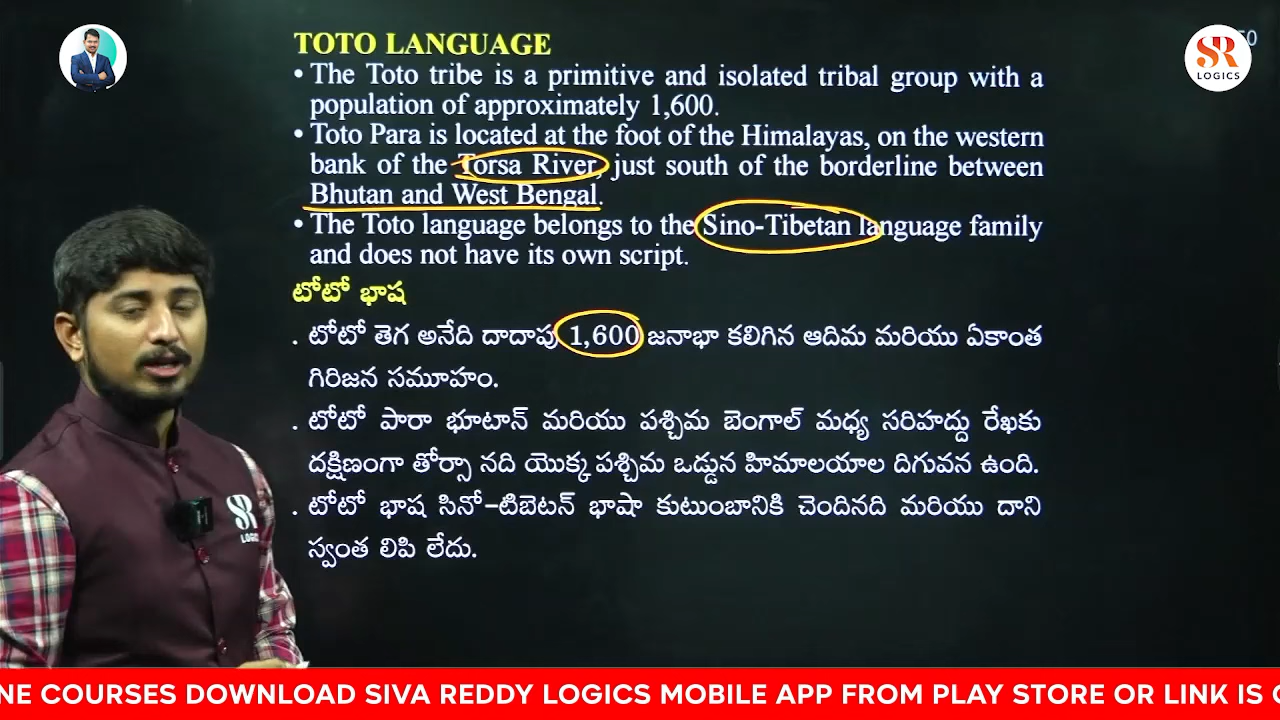 TOTO LANGUAGE
• The Toto tribe is a primitive and isolated tribal group with a
population of approximately 1,600.
• Toto Para is located at the foot of the Himalayas, on the western
bank of the Torsa River, just south of the borderline between
Bhutan and West Bengal.
• The Toto language belongs to the Sino-Tibetan language family
and does not have its own script.
టోటో భాష
. టోటో తెగ అనేది దాదాపు 1,600 జనాభా కలిగిన ఆదిమ మరియు ఏకాంత
గిరిజన సమూహం.
. టోటో పారా భూటాన్ మరియు పశ్చిమ బెంగాల్ మధ్య సరిహద్దు రేఖకు
దక్షిణంగా తోర్సా నది యొక్క పశ్చిమ ఒడ్డున హిమాలయాల దిగువన ఉంది.
. టోటో భాష సినో-టిబెటన్ భాషా కుటుంబానికి చెందినది మరియు దాని
స్వంత లిపి లేదు.
SR
LOGICS
SR
LOGICS
NE COURSES DOWNLOAD SIVA REDDY LOGICS MOBILE APP FROM PLAY STORE OR LINK IS